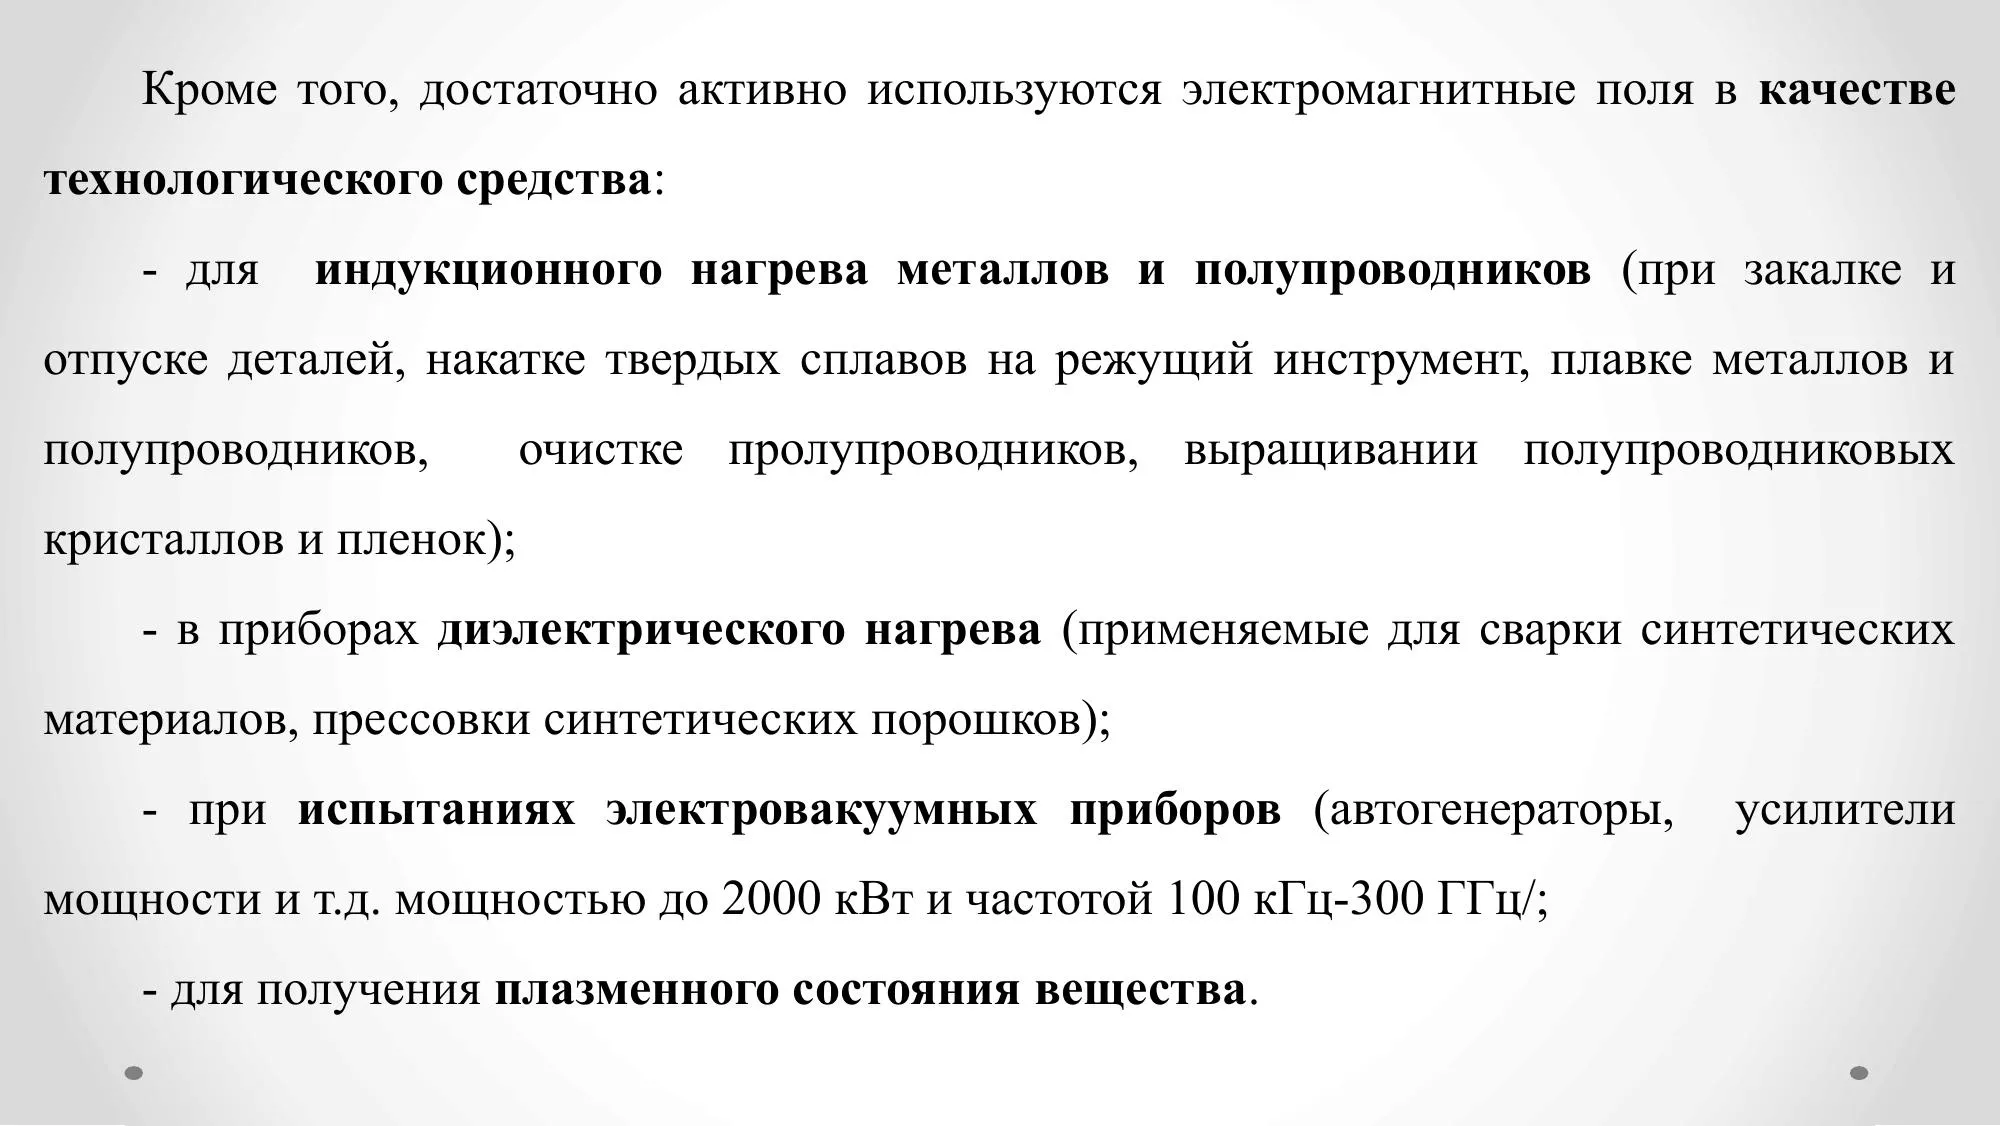 Кроме того, достаточно активно используются электромагнитные поля в качестве
технологического средства:
- для индукционного нагрева металлов и полупроводников (при закалке и
отпуске деталей, накатке твердых сплавов на режущий инструмент, плавке металлов и
полупроводников, очистке пролупроводников, выращивании полупроводниковых
кристаллов и пленок);
- в приборах диэлектрического нагрева (применяемые для сварки синтетических
материалов, прессовки синтетических порошков);
- при испытаниях электровакуумных приборов (автогенераторы, усилители
мощности и т.д. мощностью до 2000 кВт и частотой 100 кГц-300 ГГц/;
- для получения плазменного состояния вещества.